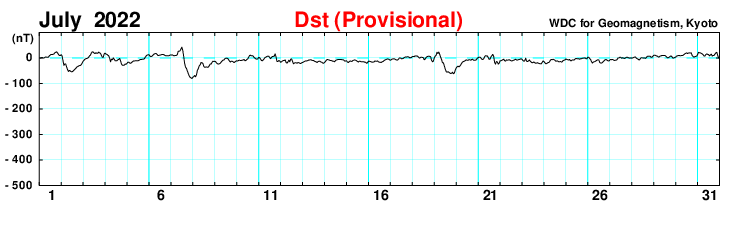 July 2022 Dst (Provisional) WDC for Geomagnetism, Kyoto
(nT)
0
- 100
- 200
- 300
- 400
- 500
1 6 11 16 21 26 31